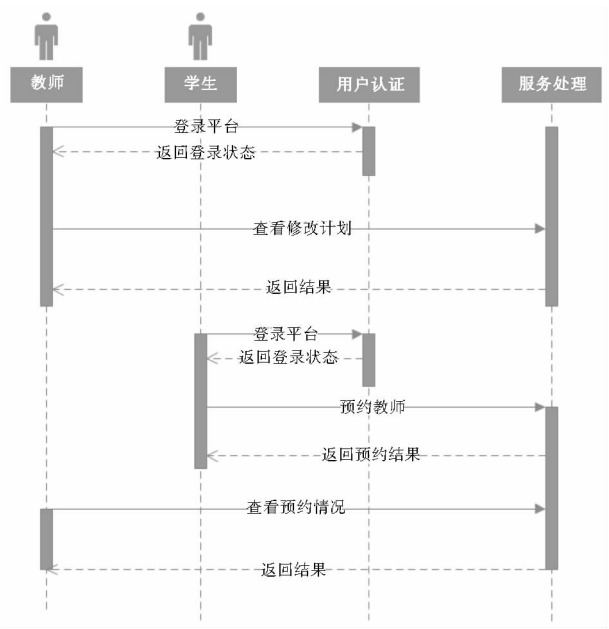 教师 学生 用户认证 服务处理
登录平台
返回登录状态
查看修改计划
返回结果
登录平台
返回登录状态
预约教师
返回预约结果
查看预约情况
返回结果